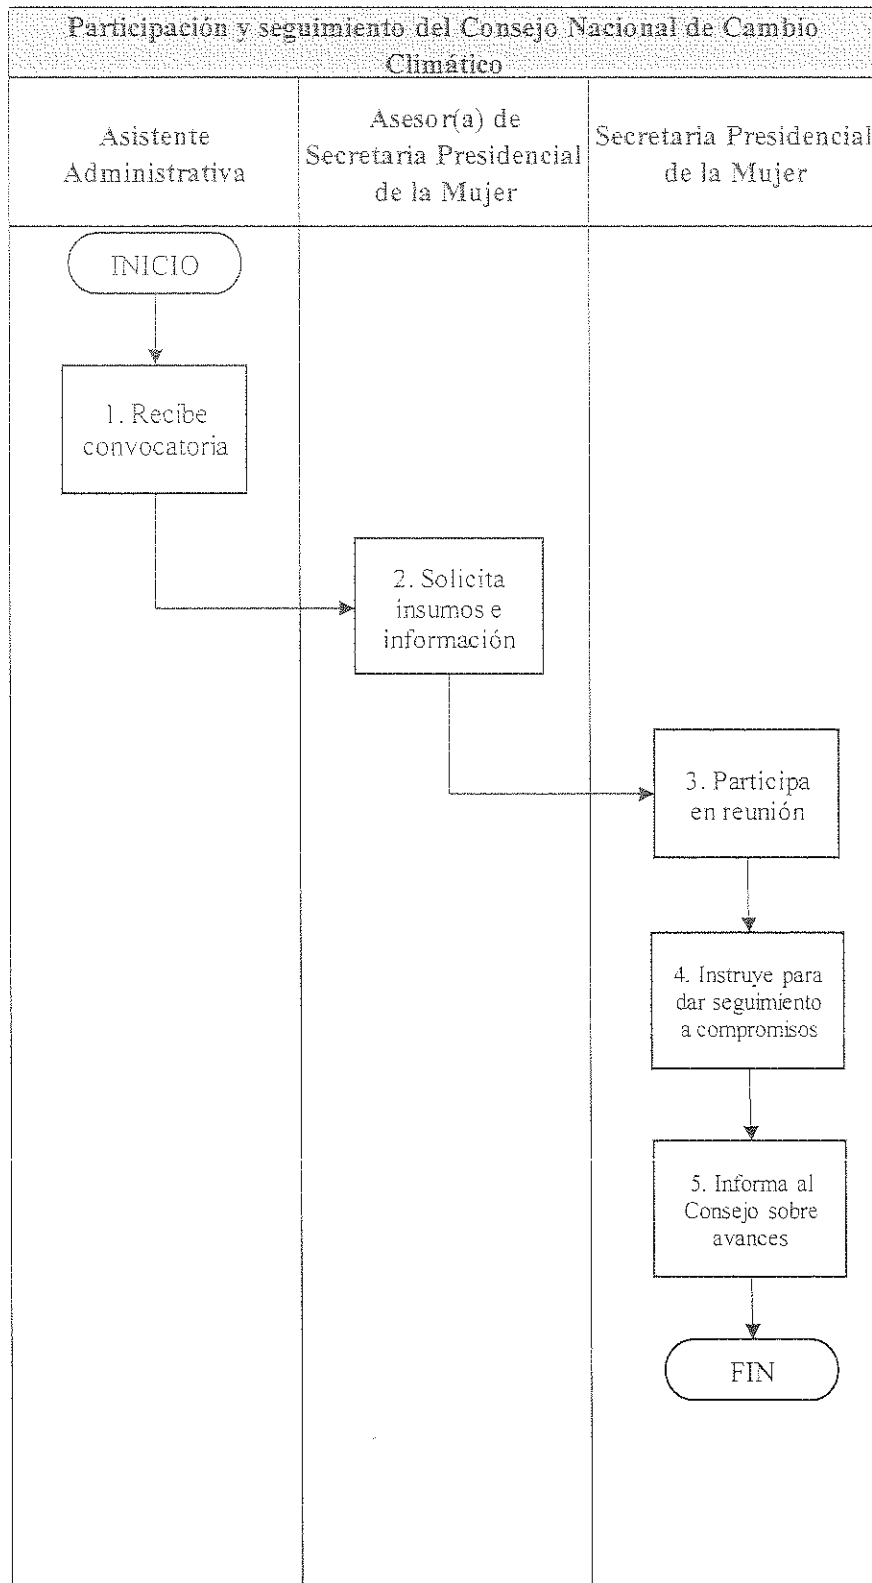 Participación y seguimiento del Consejo Nacional de Cambio
Climático
Asistente
Administrativa
Asesor(a) de
Secretaria Presidencial
de la Mujer
Secretaria Presidencial
de la Mujer
INICIO
1. Recibe
convocatoria
2. Solicita
insumos e
información
3. Participa
en reunión
4. Instruye para
dar seguimiento
a compromisos
5. Informa al
Consejo sobre
avances
FIN